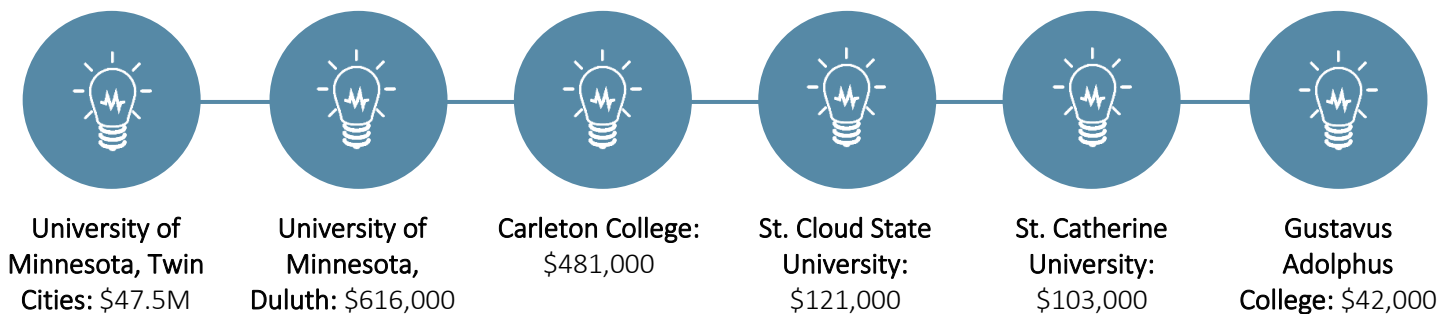 University of
Minnesota, Twin
Cities: $47.5M
University of
Minnesota,
Duluth: $616,000
Carleton College:
$481,000
St. Cloud State
University:
$121,000
St. Catherine
University:
$103,000
Gustavus
Adolphus
College: $42,000